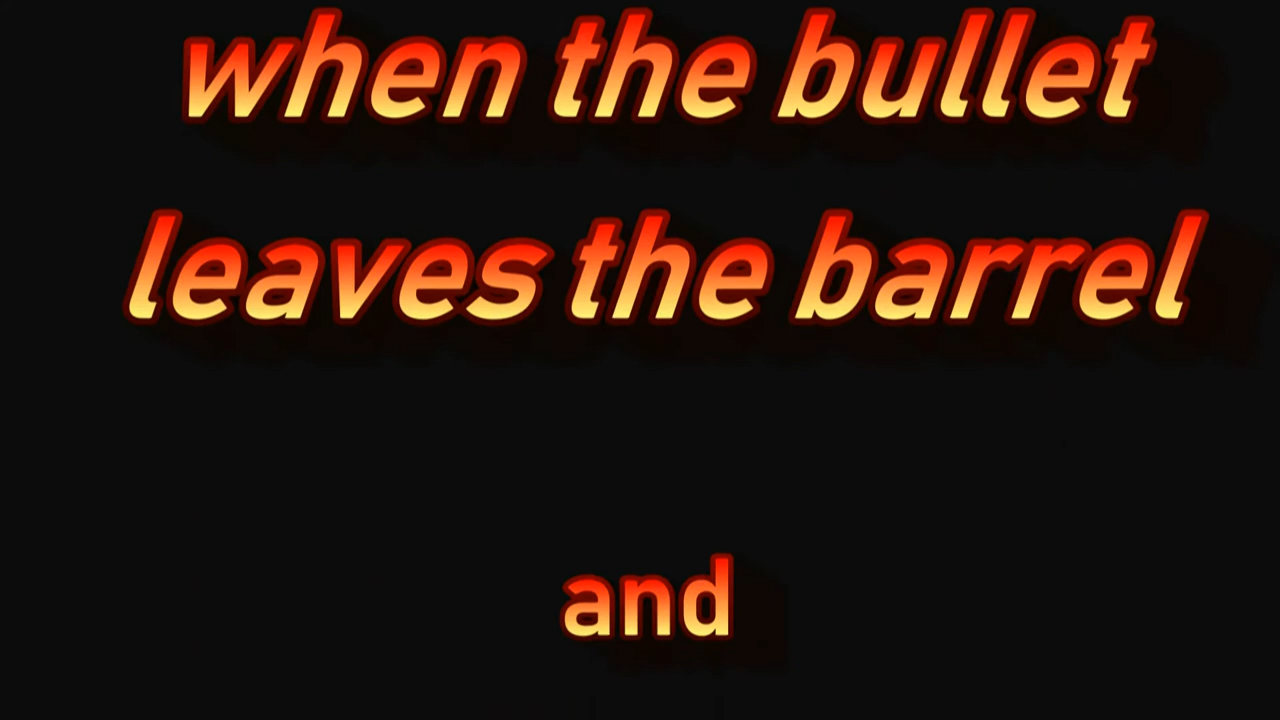 when the bullet
leaves the barrel
and